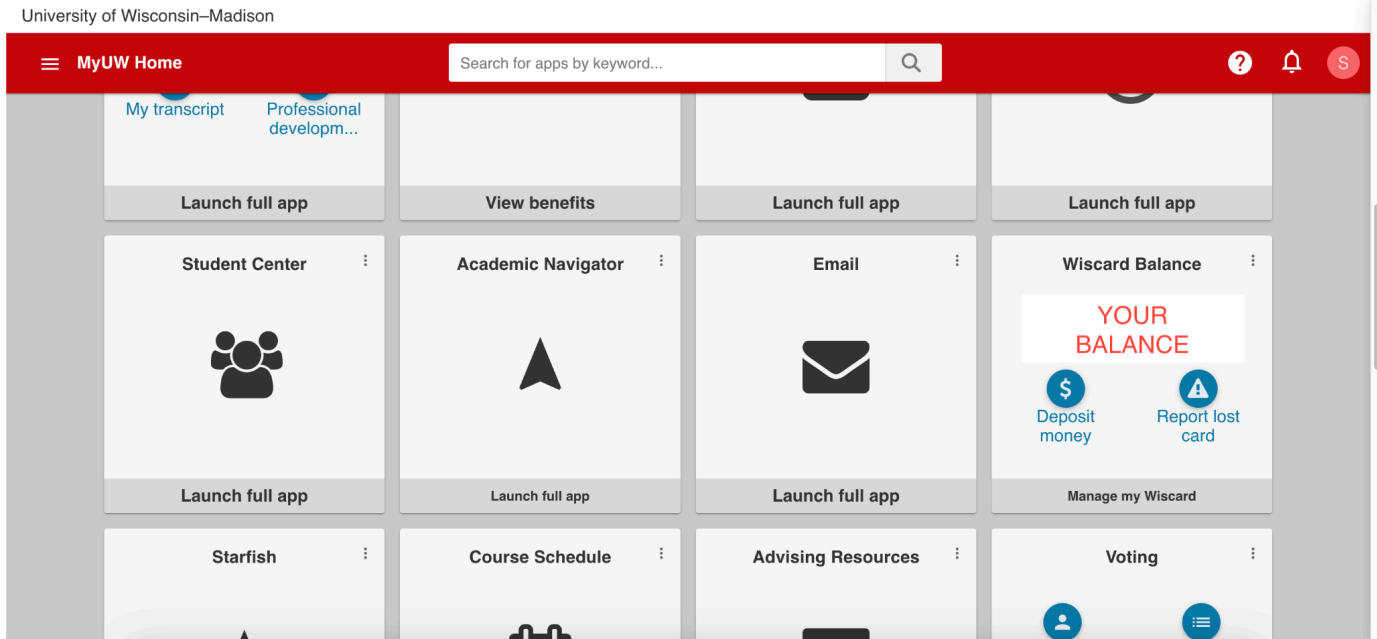 University of Wisconsin–Madison
MyUW Home
Search for apps by keyword...
S
My transcript
Professional
developm...
Launch full app
View benefits
Launch full app
Launch full app
Student Center
Academic Navigator
Email
Wiscard Balance
YOUR
BALANCE
$
Deposit
money
Report lost
card
Launch full app
Launch full app
Launch full app
Manage my Wiscard
Starfish
Course Schedule
Advising Resources
Voting